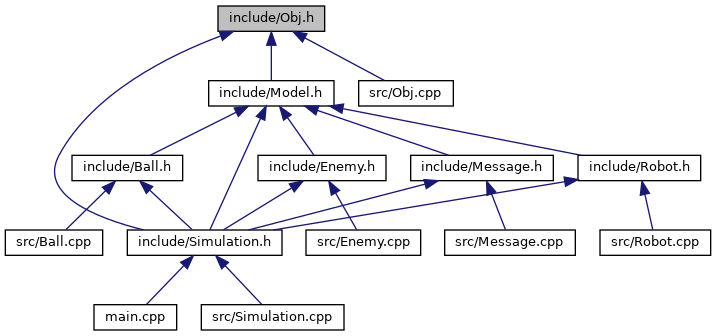 include/Obj.h
include/Model.h
src/Obj.cpp
include/Ball.h
include/Enemy.h
include/Message.h
include/Robot.h
src/Ball.cpp
include/Simulation.h
src/Enemy.cpp
src/Message.cpp
src/Robot.cpp
main.cpp
src/Simulation.cpp